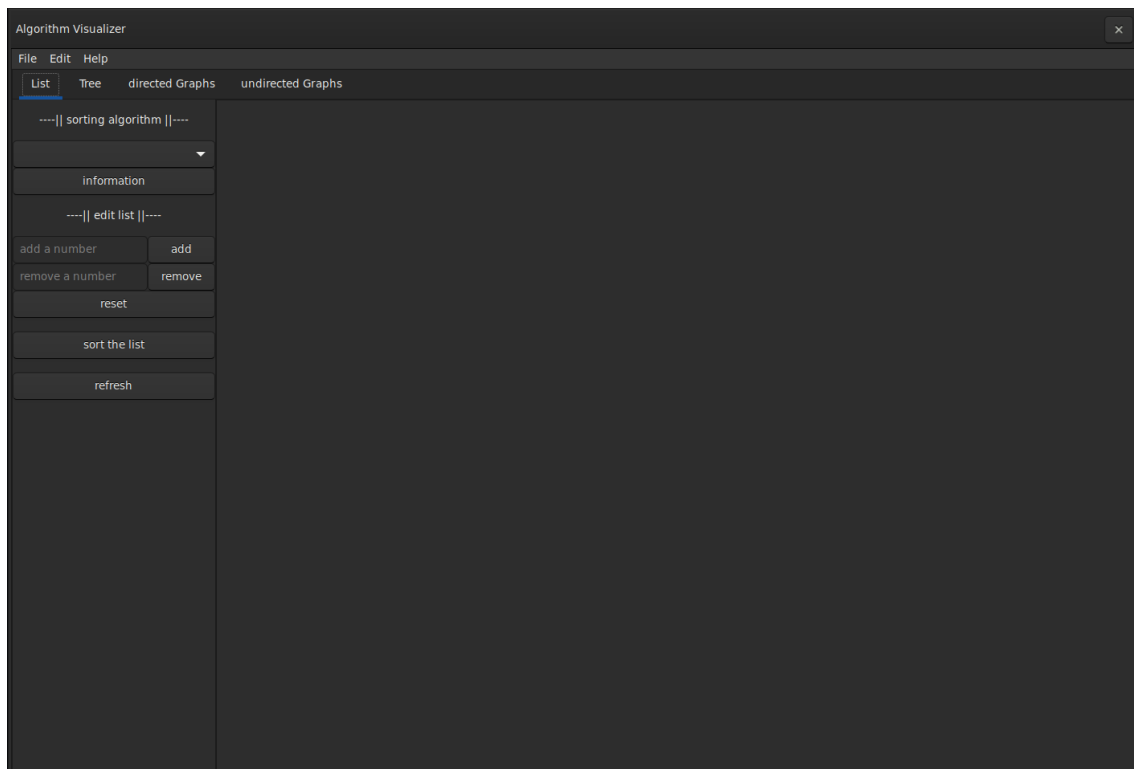 Algorithm Visualizer
File Edit Help
List Tree directed Graphs undirected Graphs
----|| sorting algorithm ||----
information
----|| edit list ||----
add a number add
remove a number remove
reset
sort the list
refresh